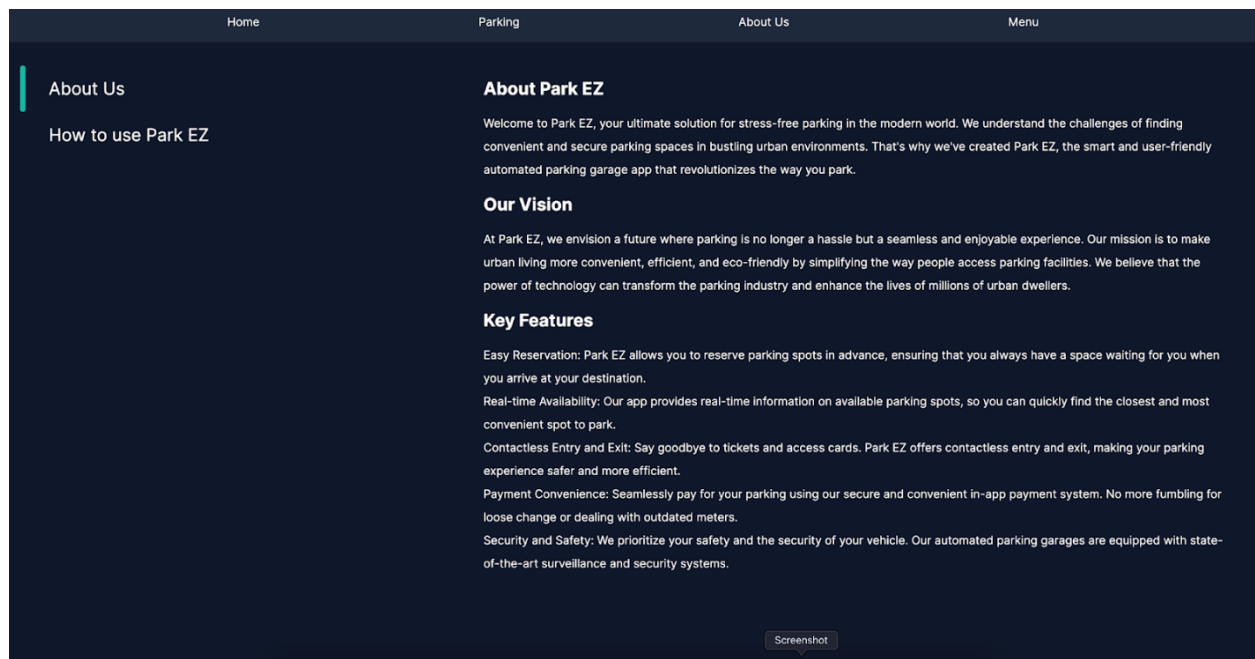 Home Parking About Us Menu
About Us
How to use Park EZ
About Park EZ
Welcome to Park EZ, your ultimate solution for stress-free parking in the modern world. We understand the challenges of finding
convenient and secure parking spaces in bustling urban environments. That's why we've created Park EZ, the smart and user-friendly
automated parking garage app that revolutionizes the way you park.
Our Vision
At Park EZ, we envision a future where parking is no longer a hassle but a seamless and enjoyable experience. Our mission is to make
urban living more convenient, efficient, and eco-friendly by simplifying the way people access parking facilities. We believe that the
power of technology can transform the parking industry and enhance the lives of millions of urban dwellers.
Key Features
Easy Reservation: Park EZ allows you to reserve parking spots in advance, ensuring that you always have a space waiting for you when
you arrive at your destination.
Real-time Availability: Our app provides real-time information on available parking spots, so you can quickly find the closest and most
convenient spot to park.
Contactless Entry and Exit: Say goodbye to tickets and access cards. Park EZ offers contactless entry and exit, making your parking
experience safer and more efficient.
Payment Convenience: Seamlessly pay for your parking using our secure and convenient in-app payment system. No more fumbling for
loose change or dealing with outdated meters.
Security and Safety: We prioritize your safety and the security of your vehicle. Our automated parking garages are equipped with state-
of-the-art surveillance and security systems.
Screenshot